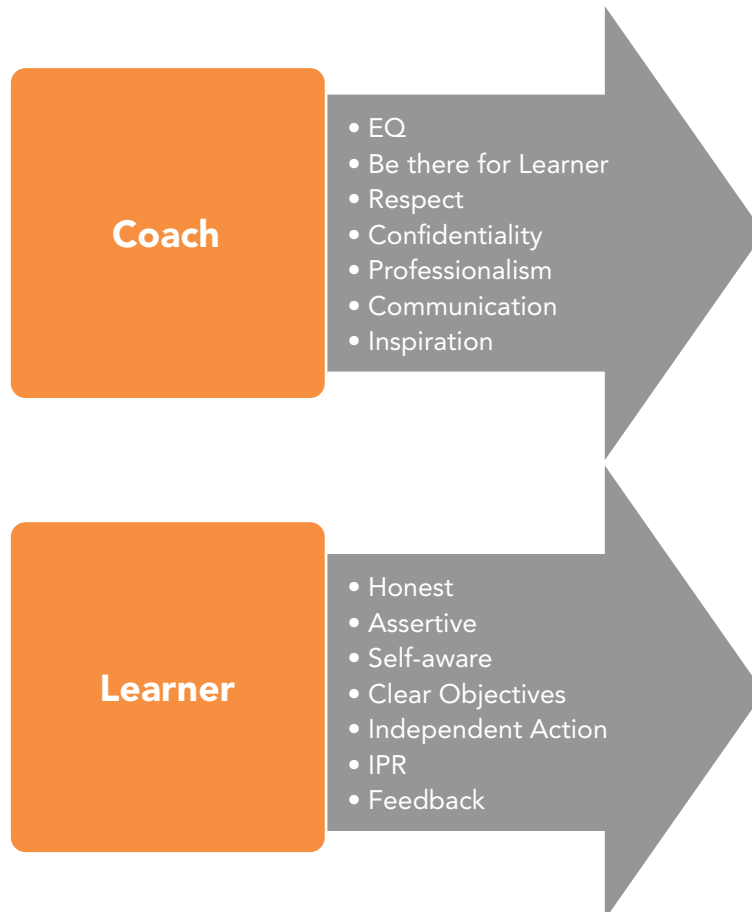 Coach
• EQ
• Be there for Learner
• Respect
• Confidentiality
• Professionalism
• Communication
• Inspiration
Learner
• Honest
• Assertive
• Self-aware
• Clear Objectives
• Independent Action
• IPR
• Feedback